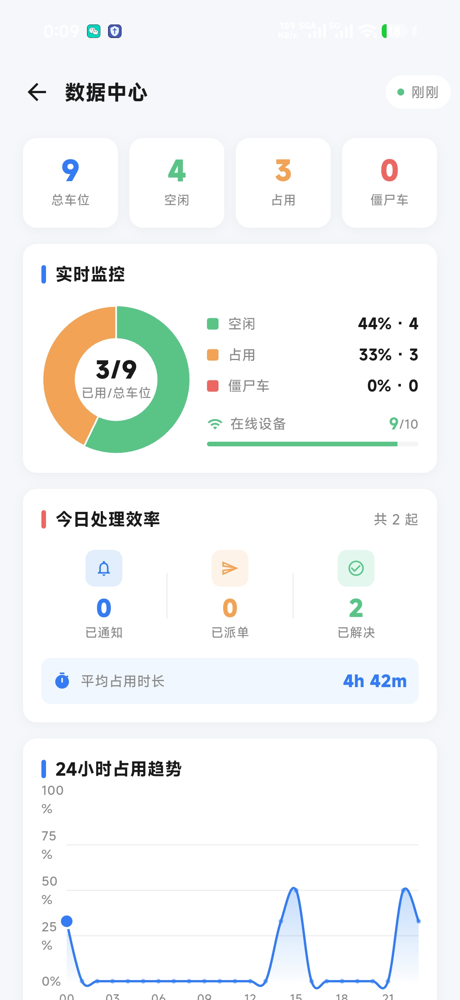 0:09
189 KB/s 5GA 5G 18
数据中心
刚刚
9 4 3 0
总车位 空闲 占用 僵尸车
实时监控
3/9
已用/总车位
空闲 44% · 4
占用 33% · 3
僵尸车 0% · 0
在线设备 9/10
今日处理效率 共 2 起
0 0 2
已通知 已派单 已解决
平均占用时长 4h 42m
24小时占用趋势
100
%
75
%
50
%
25
%
0%
00 03 06 09 12 15 18 21